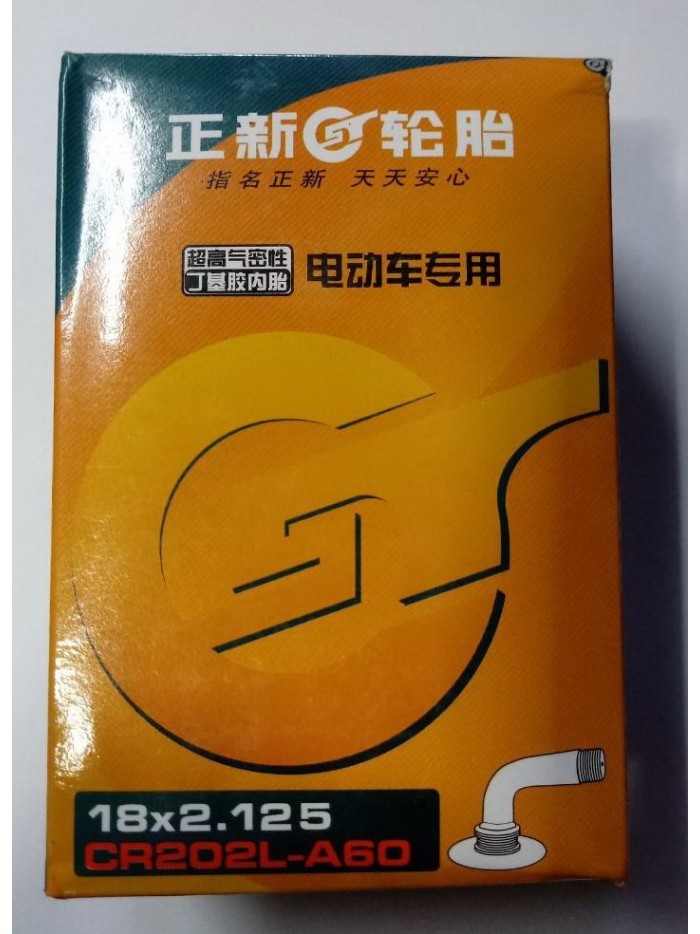 正新轮胎
指名正新 天天安心
超高气密性
丁基胶内胎
电动车专用
18x2.125
CR202L-A60